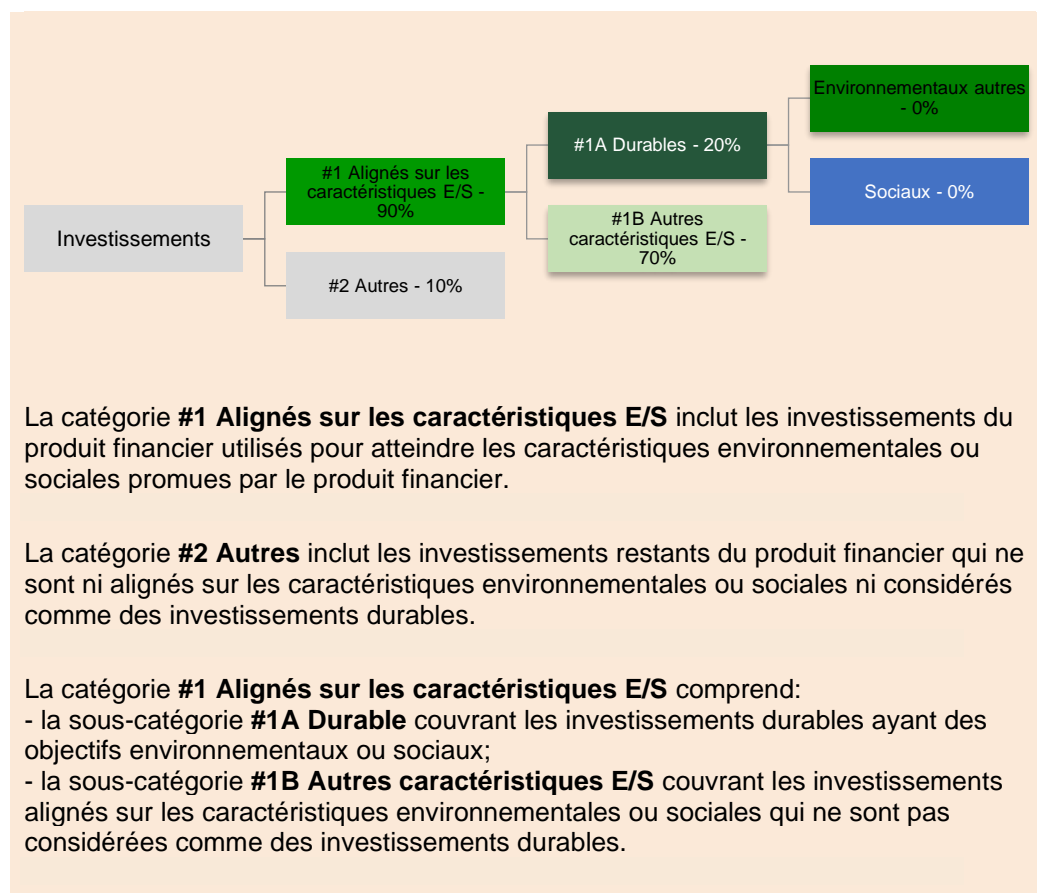 Investissements
#1 Alignés sur les
caractéristiques E/S -
90%
#2 Autres - 10%
#1A Durables - 20%
#1B Autres
caractéristiques E/S -
70%
Environnementaux autres
- 0%
Sociaux - 0%
La catégorie #1 Alignés sur les caractéristiques E/S inclut les investissements du
produit financier utilisés pour atteindre les caractéristiques environnementales ou
sociales promues par le produit financier.
La catégorie #2 Autres inclut les investissements restants du produit financier qui ne
sont ni alignés sur les caractéristiques environnementales ou sociales ni considérés
comme des investissements durables.
La catégorie #1 Alignés sur les caractéristiques E/S comprend:
- la sous-catégorie #1A Durable couvrant les investissements durables ayant des
objectifs environnementaux ou sociaux;
- la sous-catégorie #1B Autres caractéristiques E/S couvrant les investissements
alignés sur les caractéristiques environnementales ou sociales qui ne sont pas
considérées comme des investissements durables.